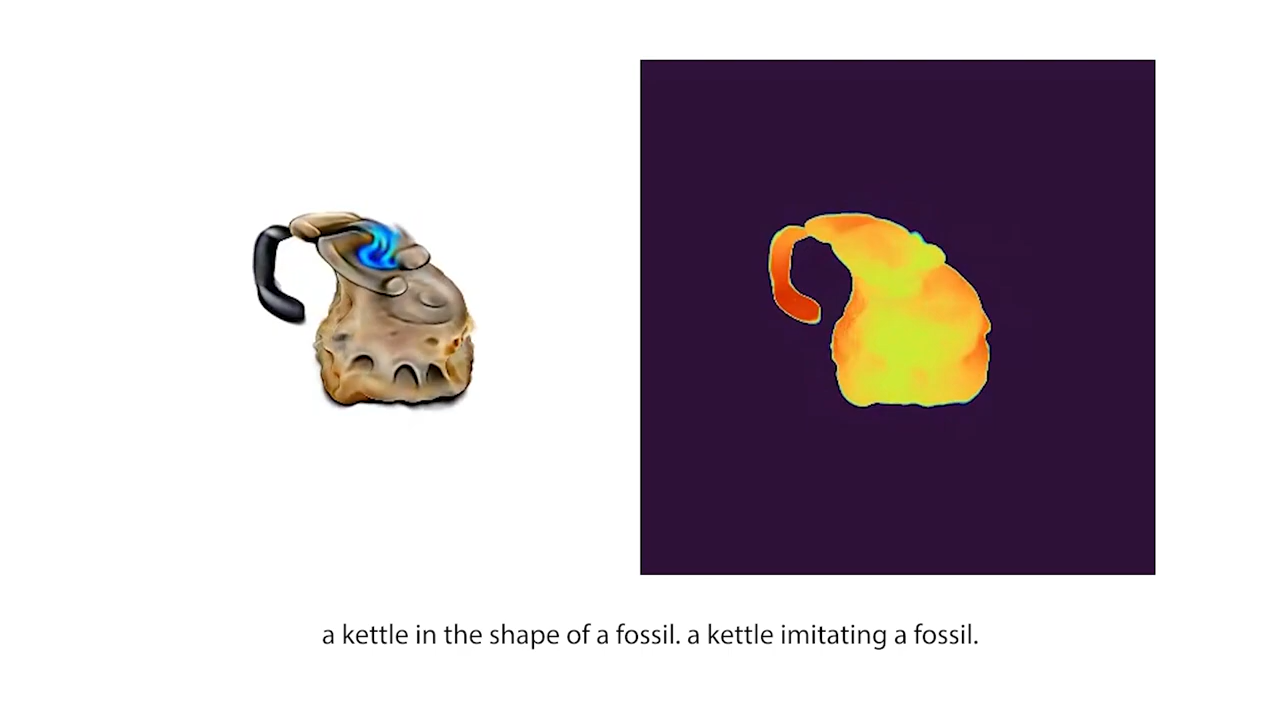 a kettle in the shape of a fossil. a kettle imitating a fossil.